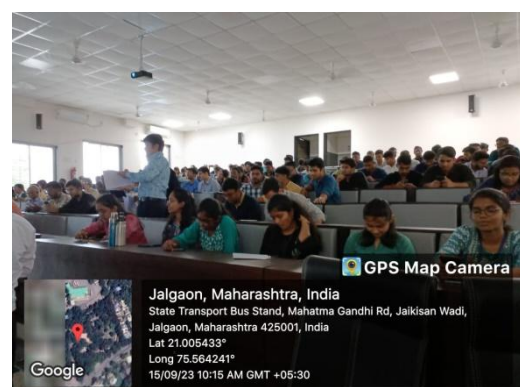 GPS Map Camera
Jalgaon, Maharashtra, India
State Transport Bus Stand, Mahatma Gandhi Rd, Jaikisan Wadi,
Jalgaon, Maharashtra 425001, India
Lat 21.005433°
Long 75.564241°
15/09/23 10:15 AM GMT +05:30
Google